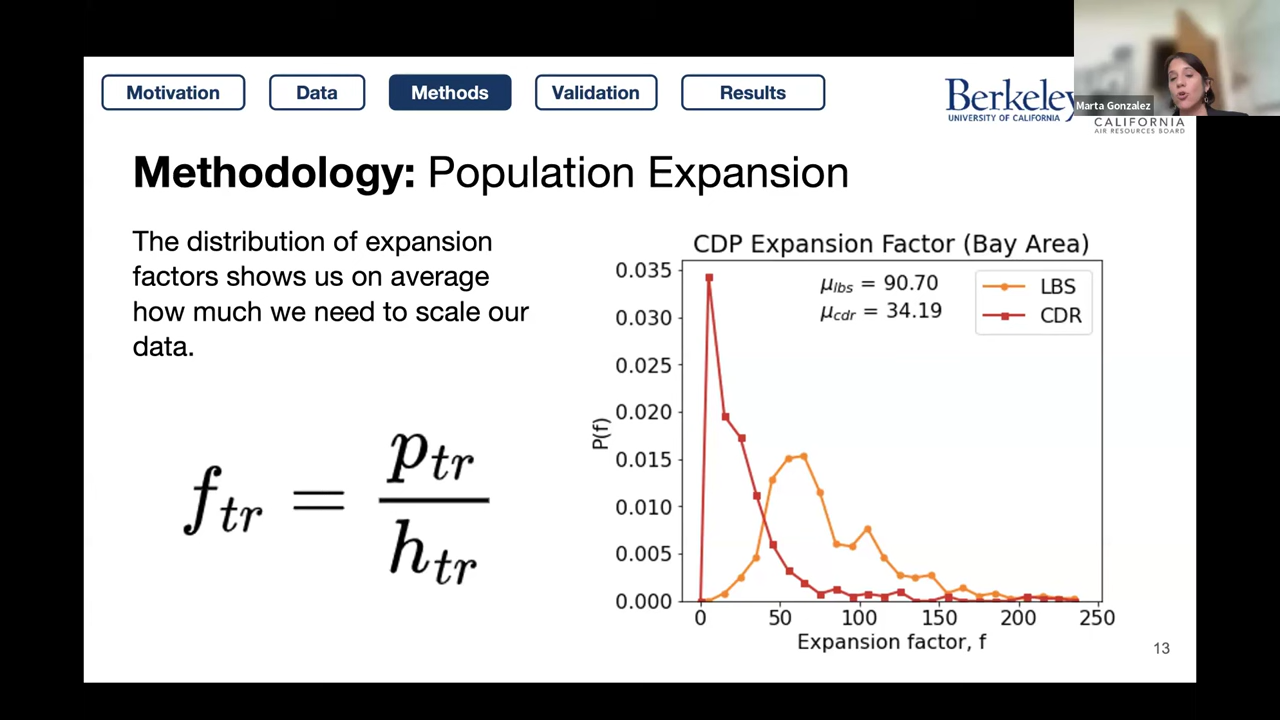 Motivation
Data
Methods
Validation
Results
Berkeley
UNIVERSITY OF CALIFORNIA
Marta Gonzalez
CALIFORNIA
AIR RESOURCES BOARD
Methodology: Population Expansion
The distribution of expansion
factors shows us on average
how much we need to scale our
data.
f_tr = p_tr / h_tr
CDP Expansion Factor (Bay Area)
μ_lbs = 90.70
μ_cdr = 34.19
LBS
CDR
P(f)
0.035
0.030
0.025
0.020
0.015
0.010
0.005
0.000
0 50 100 150 200 250
Expansion factor, f
13